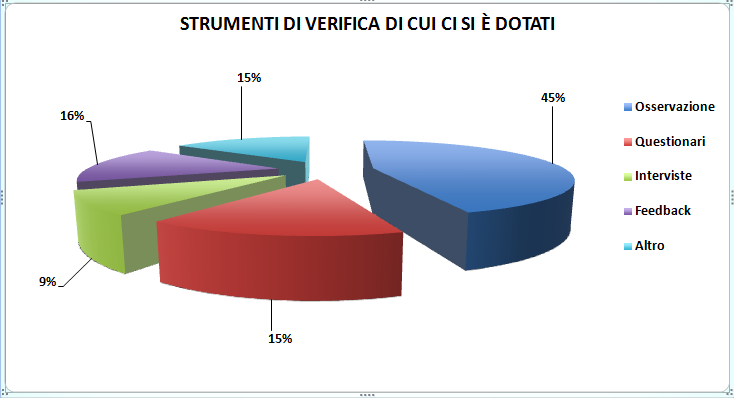 STRUMENTI DI VERIFICA DI CUI CI SI È DOTATI
15%
45%
16%
9%
15%
Osservazione
Questionari
Interviste
Feedback
Altro